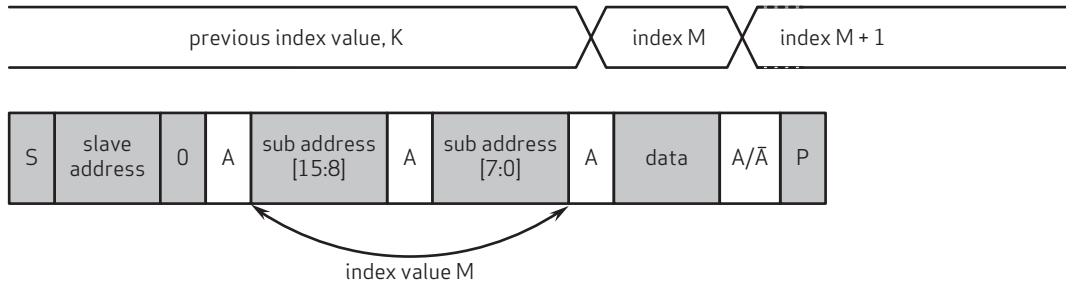 previous index value, K
index M
index M + 1
S
slave
address
0
A
sub address
[15:8]
A
sub address
[7:0]
A
data
A/Ā
P
index value M